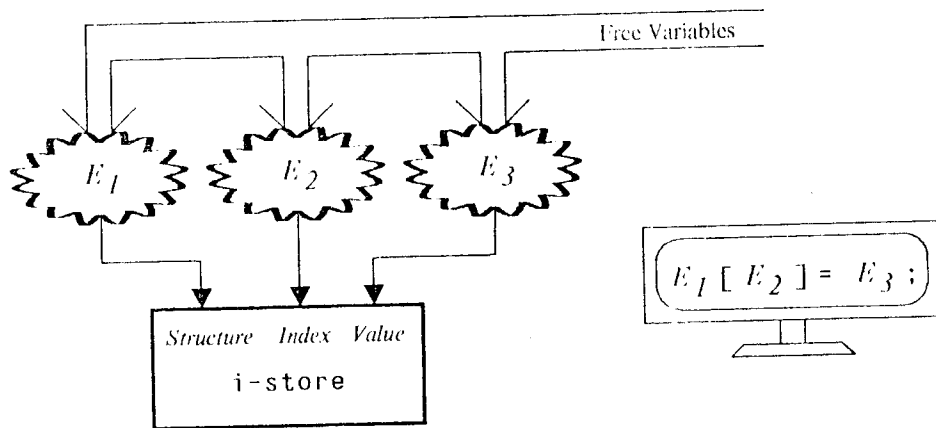 Free Variables
E1
E2
E3
E1 [ E2 ] = E3 ;
Structure Index Value
i-store